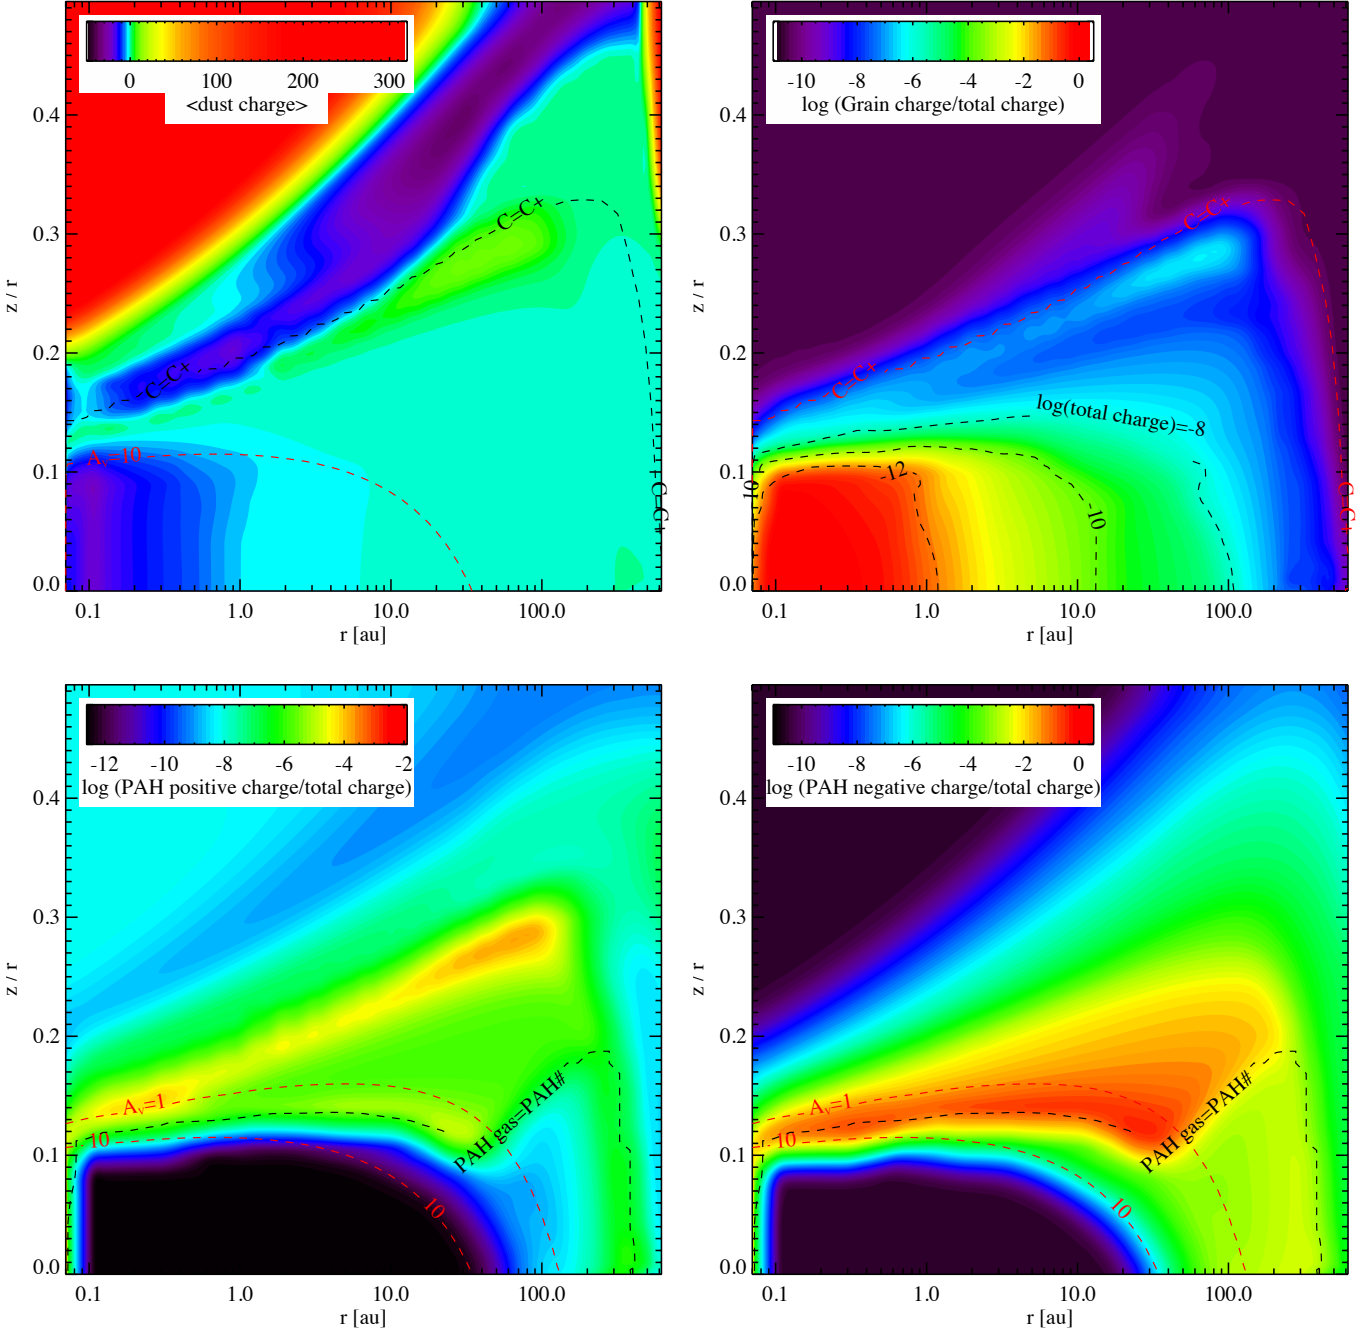 0 100 200 300
<dust charge>
C=C+
C=C+
C=C+
A_v=10
0.4
0.3
0.2
0.1
0.0
z / r
0.1 1.0 10.0 100.0
r [au]
-10 -8 -6 -4 -2 0
log (Grain charge/total charge)
C=C+
C=C+
C=C+
log(total charge)=-8
-12
10
10
0.4
0.3
0.2
0.1
0.0
z / r
0.1 1.0 10.0 100.0
r [au]
-12 -10 -8 -6 -4 -2
log (PAH positive charge/total charge)
A_v=1
10
10
PAH gas=PAH#
0.4
0.3
0.2
0.1
0.0
z / r
0.1 1.0 10.0 100.0
r [au]
-10 -8 -6 -4 -2 0
log (PAH negative charge/total charge)
A_v=1
10
10
PAH gas=PAH#
0.4
0.3
0.2
0.1
0.0
z / r
0.1 1.0 10.0 100.0
r [au]